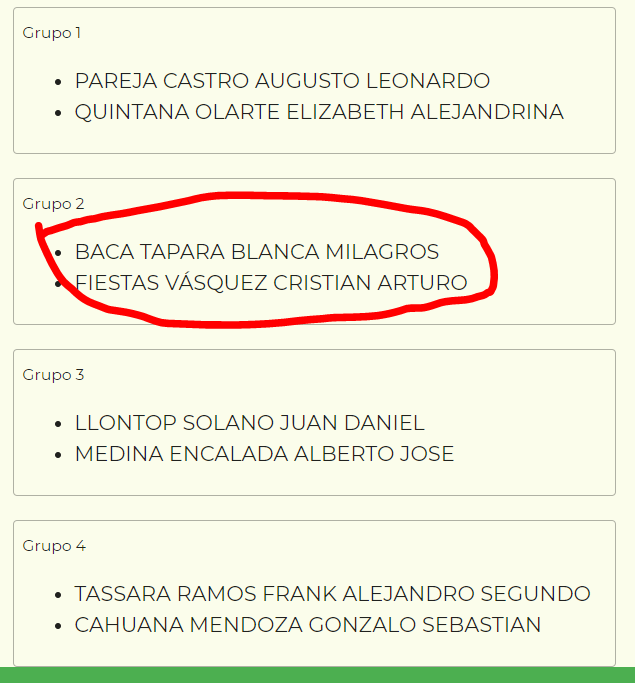 Grupo 1
PAREJA CASTRO AUGUSTO LEONARDO
QUINTANA OLARTE ELIZABETH ALEJANDRINA
Grupo 2
BACA TAPARA BLANCA MILAGROS
FIESTAS VÁSQUEZ CRISTIAN ARTURO
Grupo 3
LLONTOP SOLANO JUAN DANIEL
MEDINA ENCALADA ALBERTO JOSE
Grupo 4
TASSARA RAMOS FRANK ALEJANDRO SEGUNDO
CAHUANA MENDOZA GONZALO SEBASTIAN